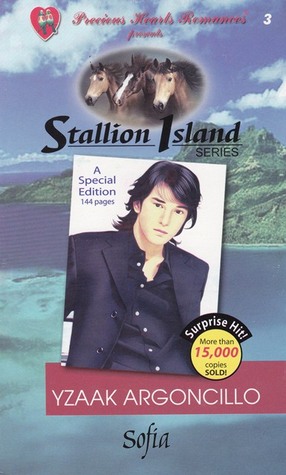 Precious Hearts Romances
presents
3
Stallion Island
SERIES
A
Special
Edition
144 pages
Surprise Hit!
More than
15,000
copies
SOLD!
YZAAK ARGONCILLO
Sofia